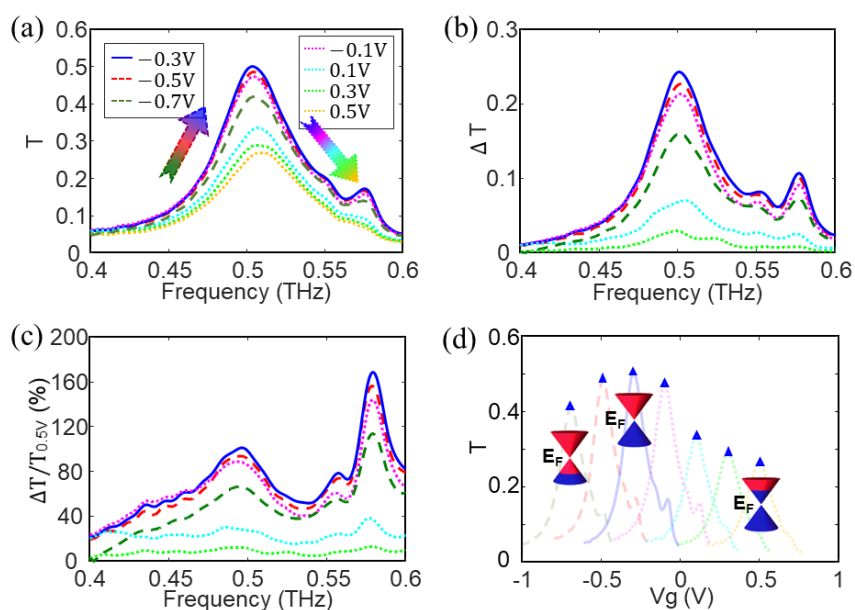 (a)
0.6
0.5
0.4
0.3
0.2
0.1
0
T
−0.3V
−0.5V
−0.7V
−0.1V
0.1V
0.3V
0.5V
0.4 0.45 0.5 0.55 0.6
Frequency (THz)
(b)
0.3
0.2
0.1
0
Δ T
0.4 0.45 0.5 0.55 0.6
Frequency (THz)
(c)
200
160
120
80
40
0
ΔT/T0.5V (%)
0.4 0.45 0.5 0.55 0.6
Frequency (THz)
(d)
0.6
0.4
0.2
0
T
EF
EF
EF
-1 -0.5 0 0.5 1
Vg (V)